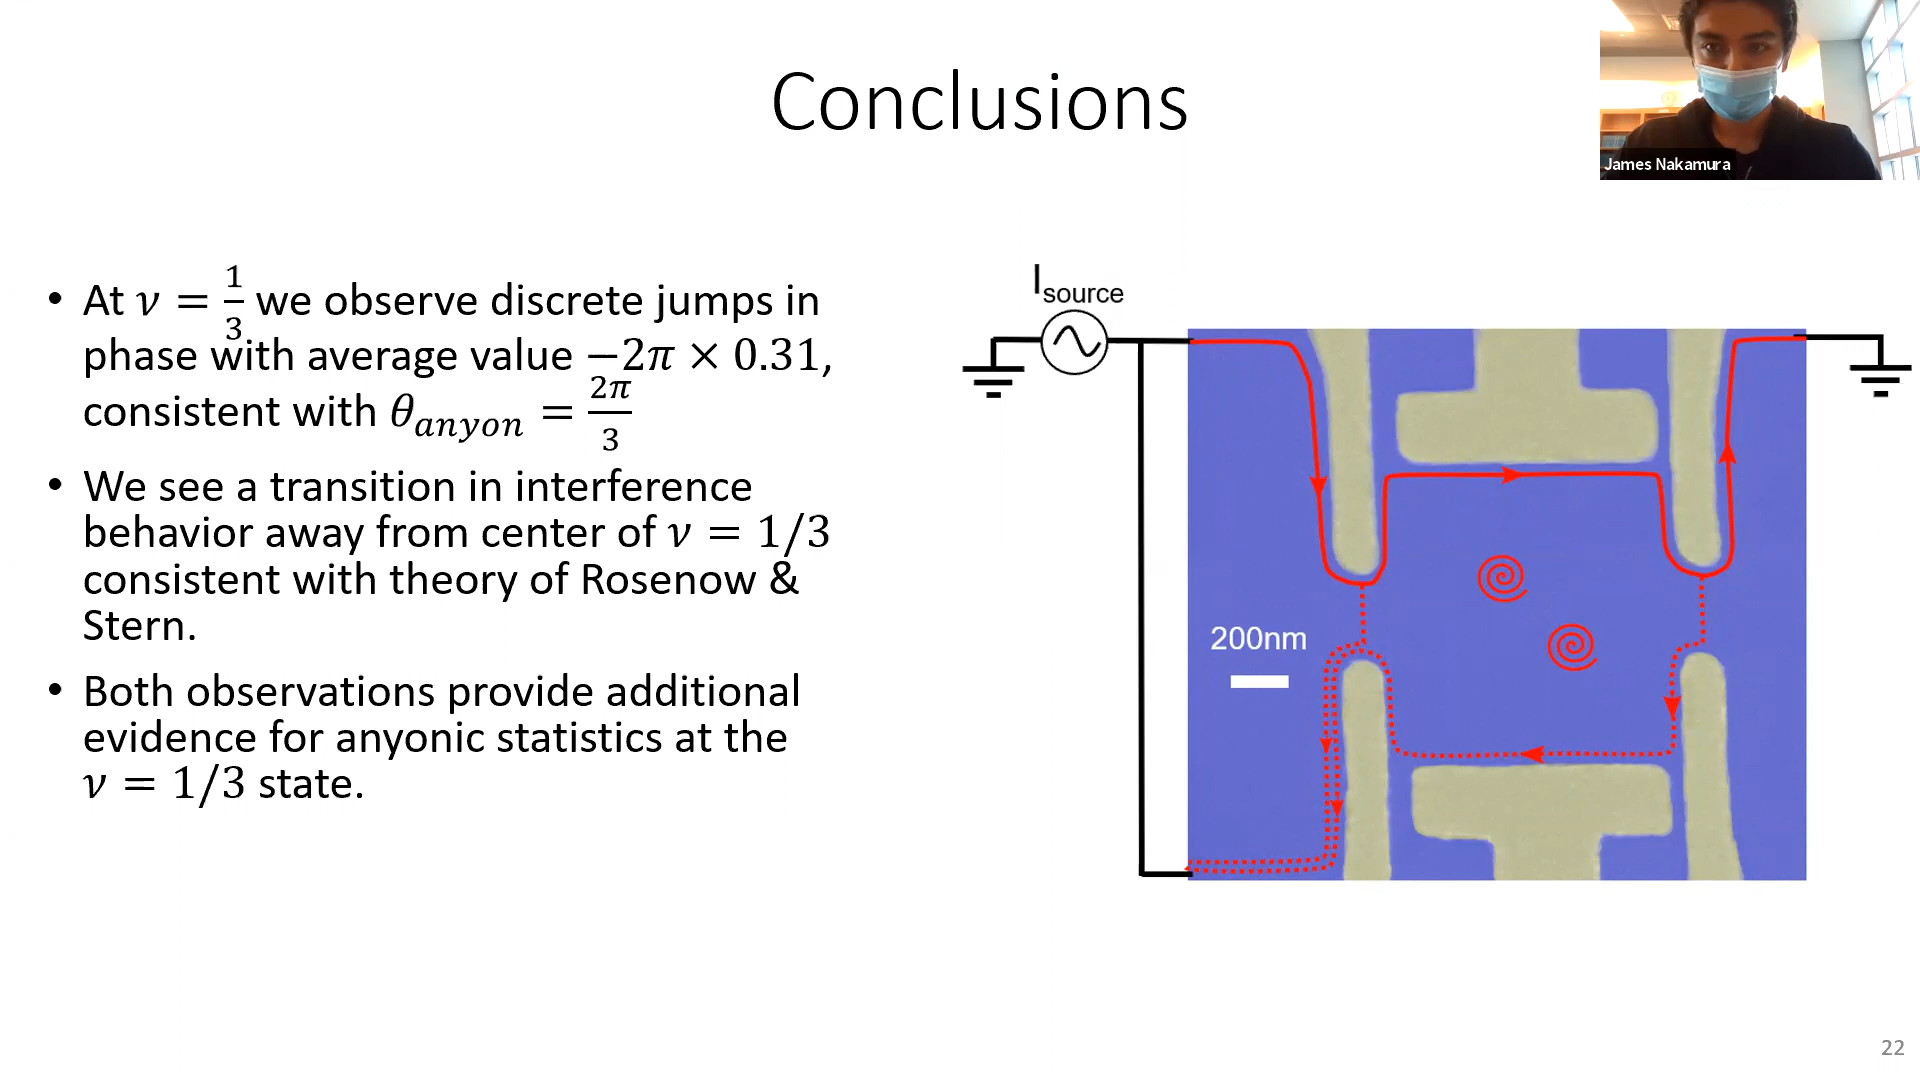 Conclusions
James Nakamura
• At ν = 1/3 we observe discrete jumps in
phase with average value −2π × 0.31,
consistent with θanyon = 2π/3
• We see a transition in interference
behavior away from center of ν = 1/3
consistent with theory of Rosenow &
Stern.
• Both observations provide additional
evidence for anyonic statistics at the
ν = 1/3 state.
Isource
200nm
22